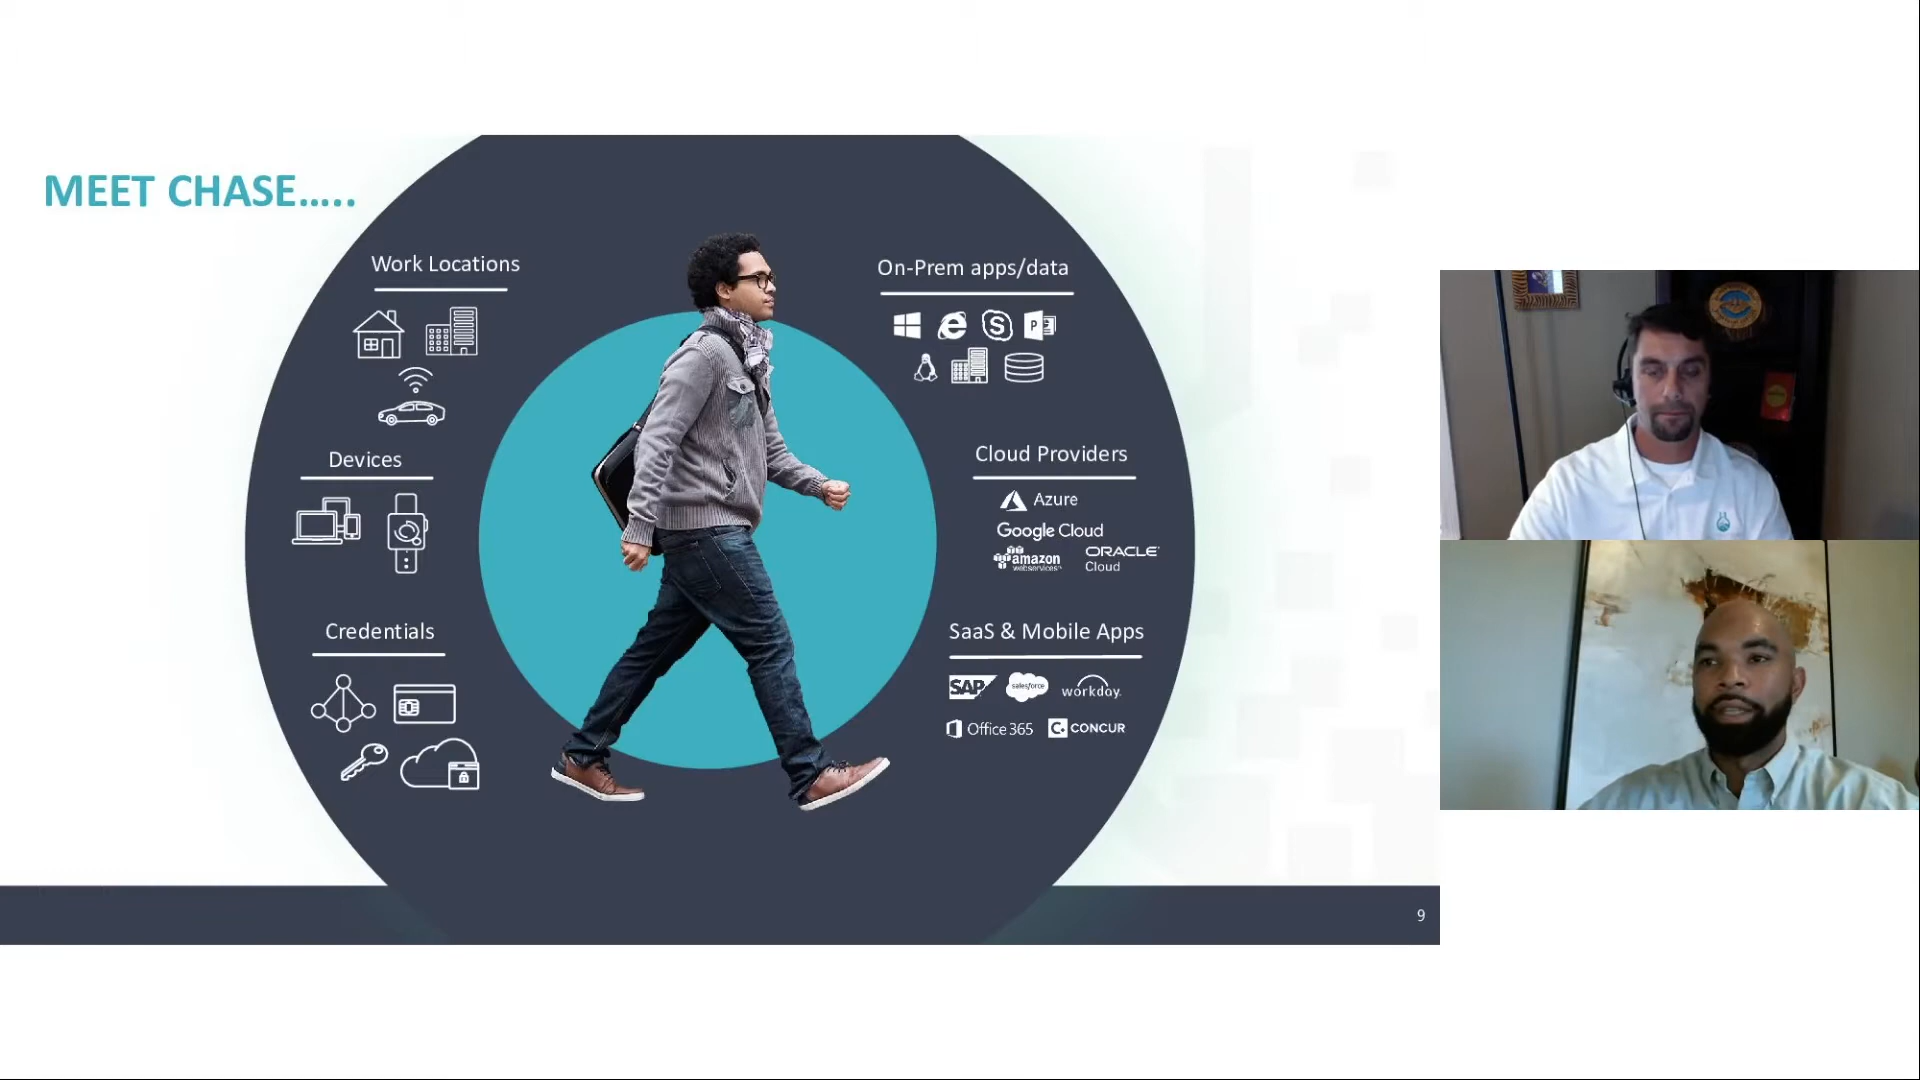 MEET CHASE.....
Work Locations
Devices
Credentials
On-Prem apps/data
Cloud Providers
Azure
Google Cloud
amazon
webservices™
ORACLE'
Cloud
SaaS & Mobile Apps
SAP
salesforce
workday.
Office 365
C. CONCUR
9